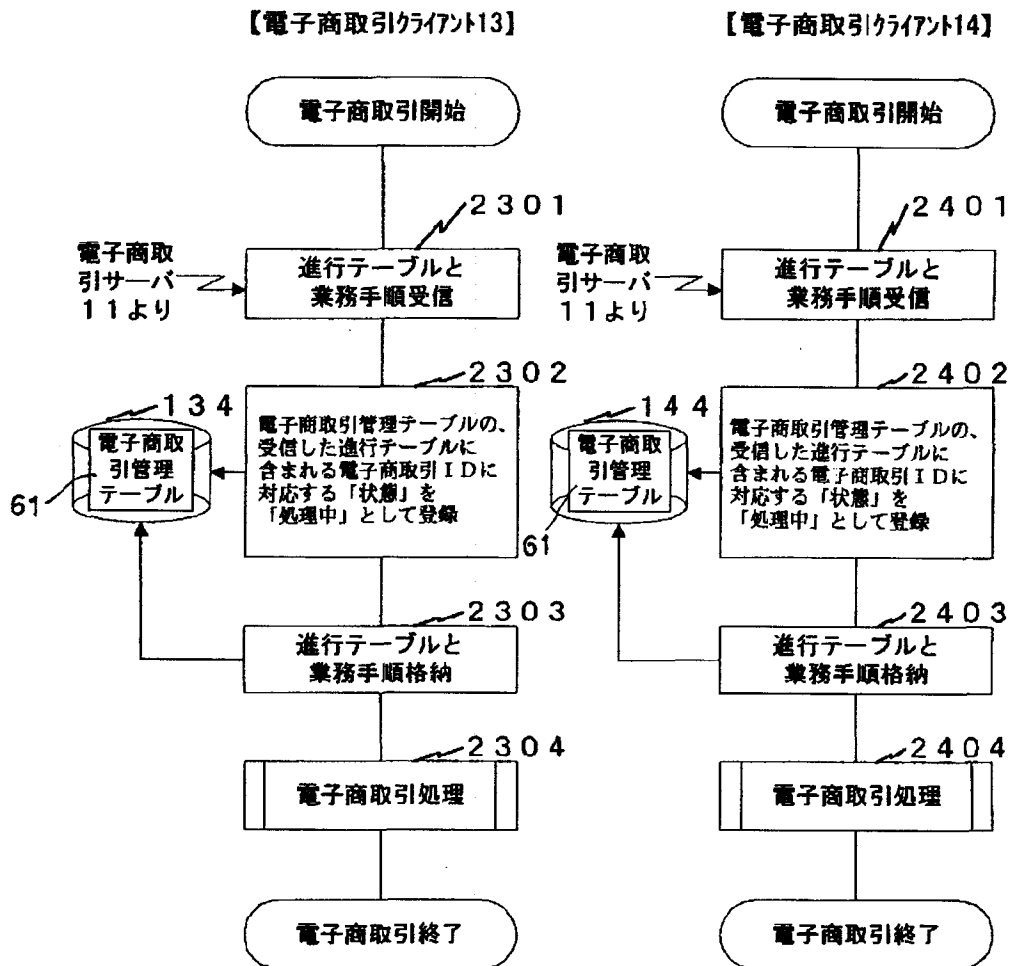 【電子商取引クライアント13】
電子商取引開始
2301
電子商取
引サーバ
11より
進行テーブルと
業務手順受信
2302
134
電子商取
引管理
テーブル
61
電子商取引管理テーブルの、
受信した進行テーブルに
含まれる電子商取引IDに
対応する「状態」を
「処理中」として登録
2303
進行テーブルと
業務手順格納
2304
電子商取引処理
電子商取引終了
【電子商取引クライアント14】
電子商取引開始
2401
電子商取
引サーバ
11より
進行テーブルと
業務手順受信
2402
144
電子商取
引管理
テーブル
61
電子商取引管理テーブルの、
受信した進行テーブルに
含まれる電子商取引IDに
対応する「状態」を
「処理中」として登録
2403
進行テーブルと
業務手順格納
2404
電子商取引処理
電子商取引終了